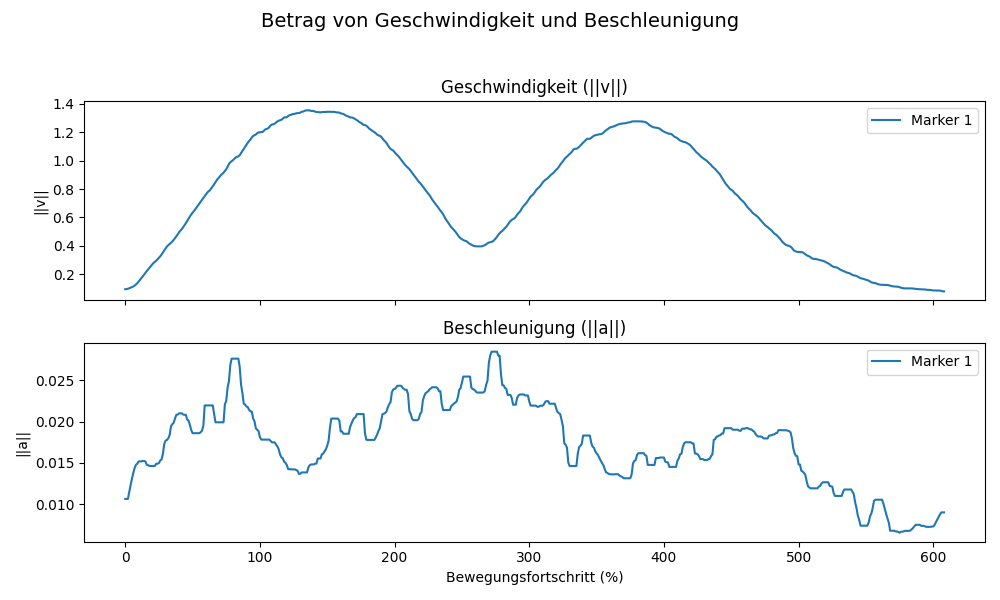 Betrag von Geschwindigkeit und Beschleunigung
Geschwindigkeit (||v||)
1.4
1.2
1.0
0.8
0.6
0.4
0.2
||v||
Marker 1
Beschleunigung (||a||)
0.025
0.020
0.015
0.010
||a||
Marker 1
0 100 200 300 400 500 600
Bewegungsfortschritt (%)